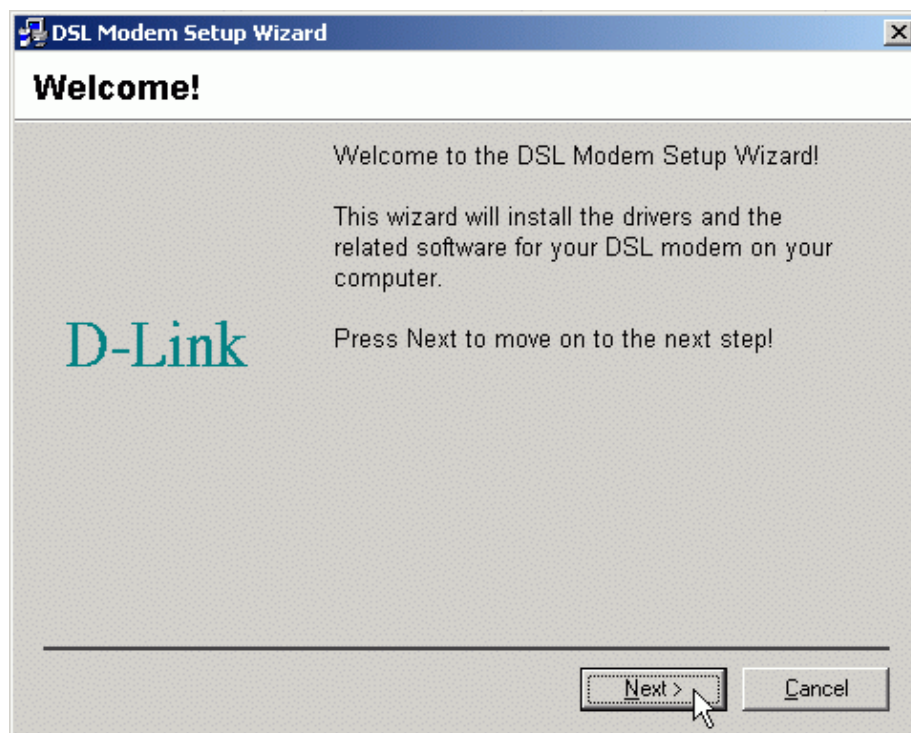 DSL Modem Setup Wizard
Welcome!
Welcome to the DSL Modem Setup Wizard!
This wizard will install the drivers and the
related software for your DSL modem on your
computer.
D-Link
Press Next to move on to the next step!
Next >
Cancel